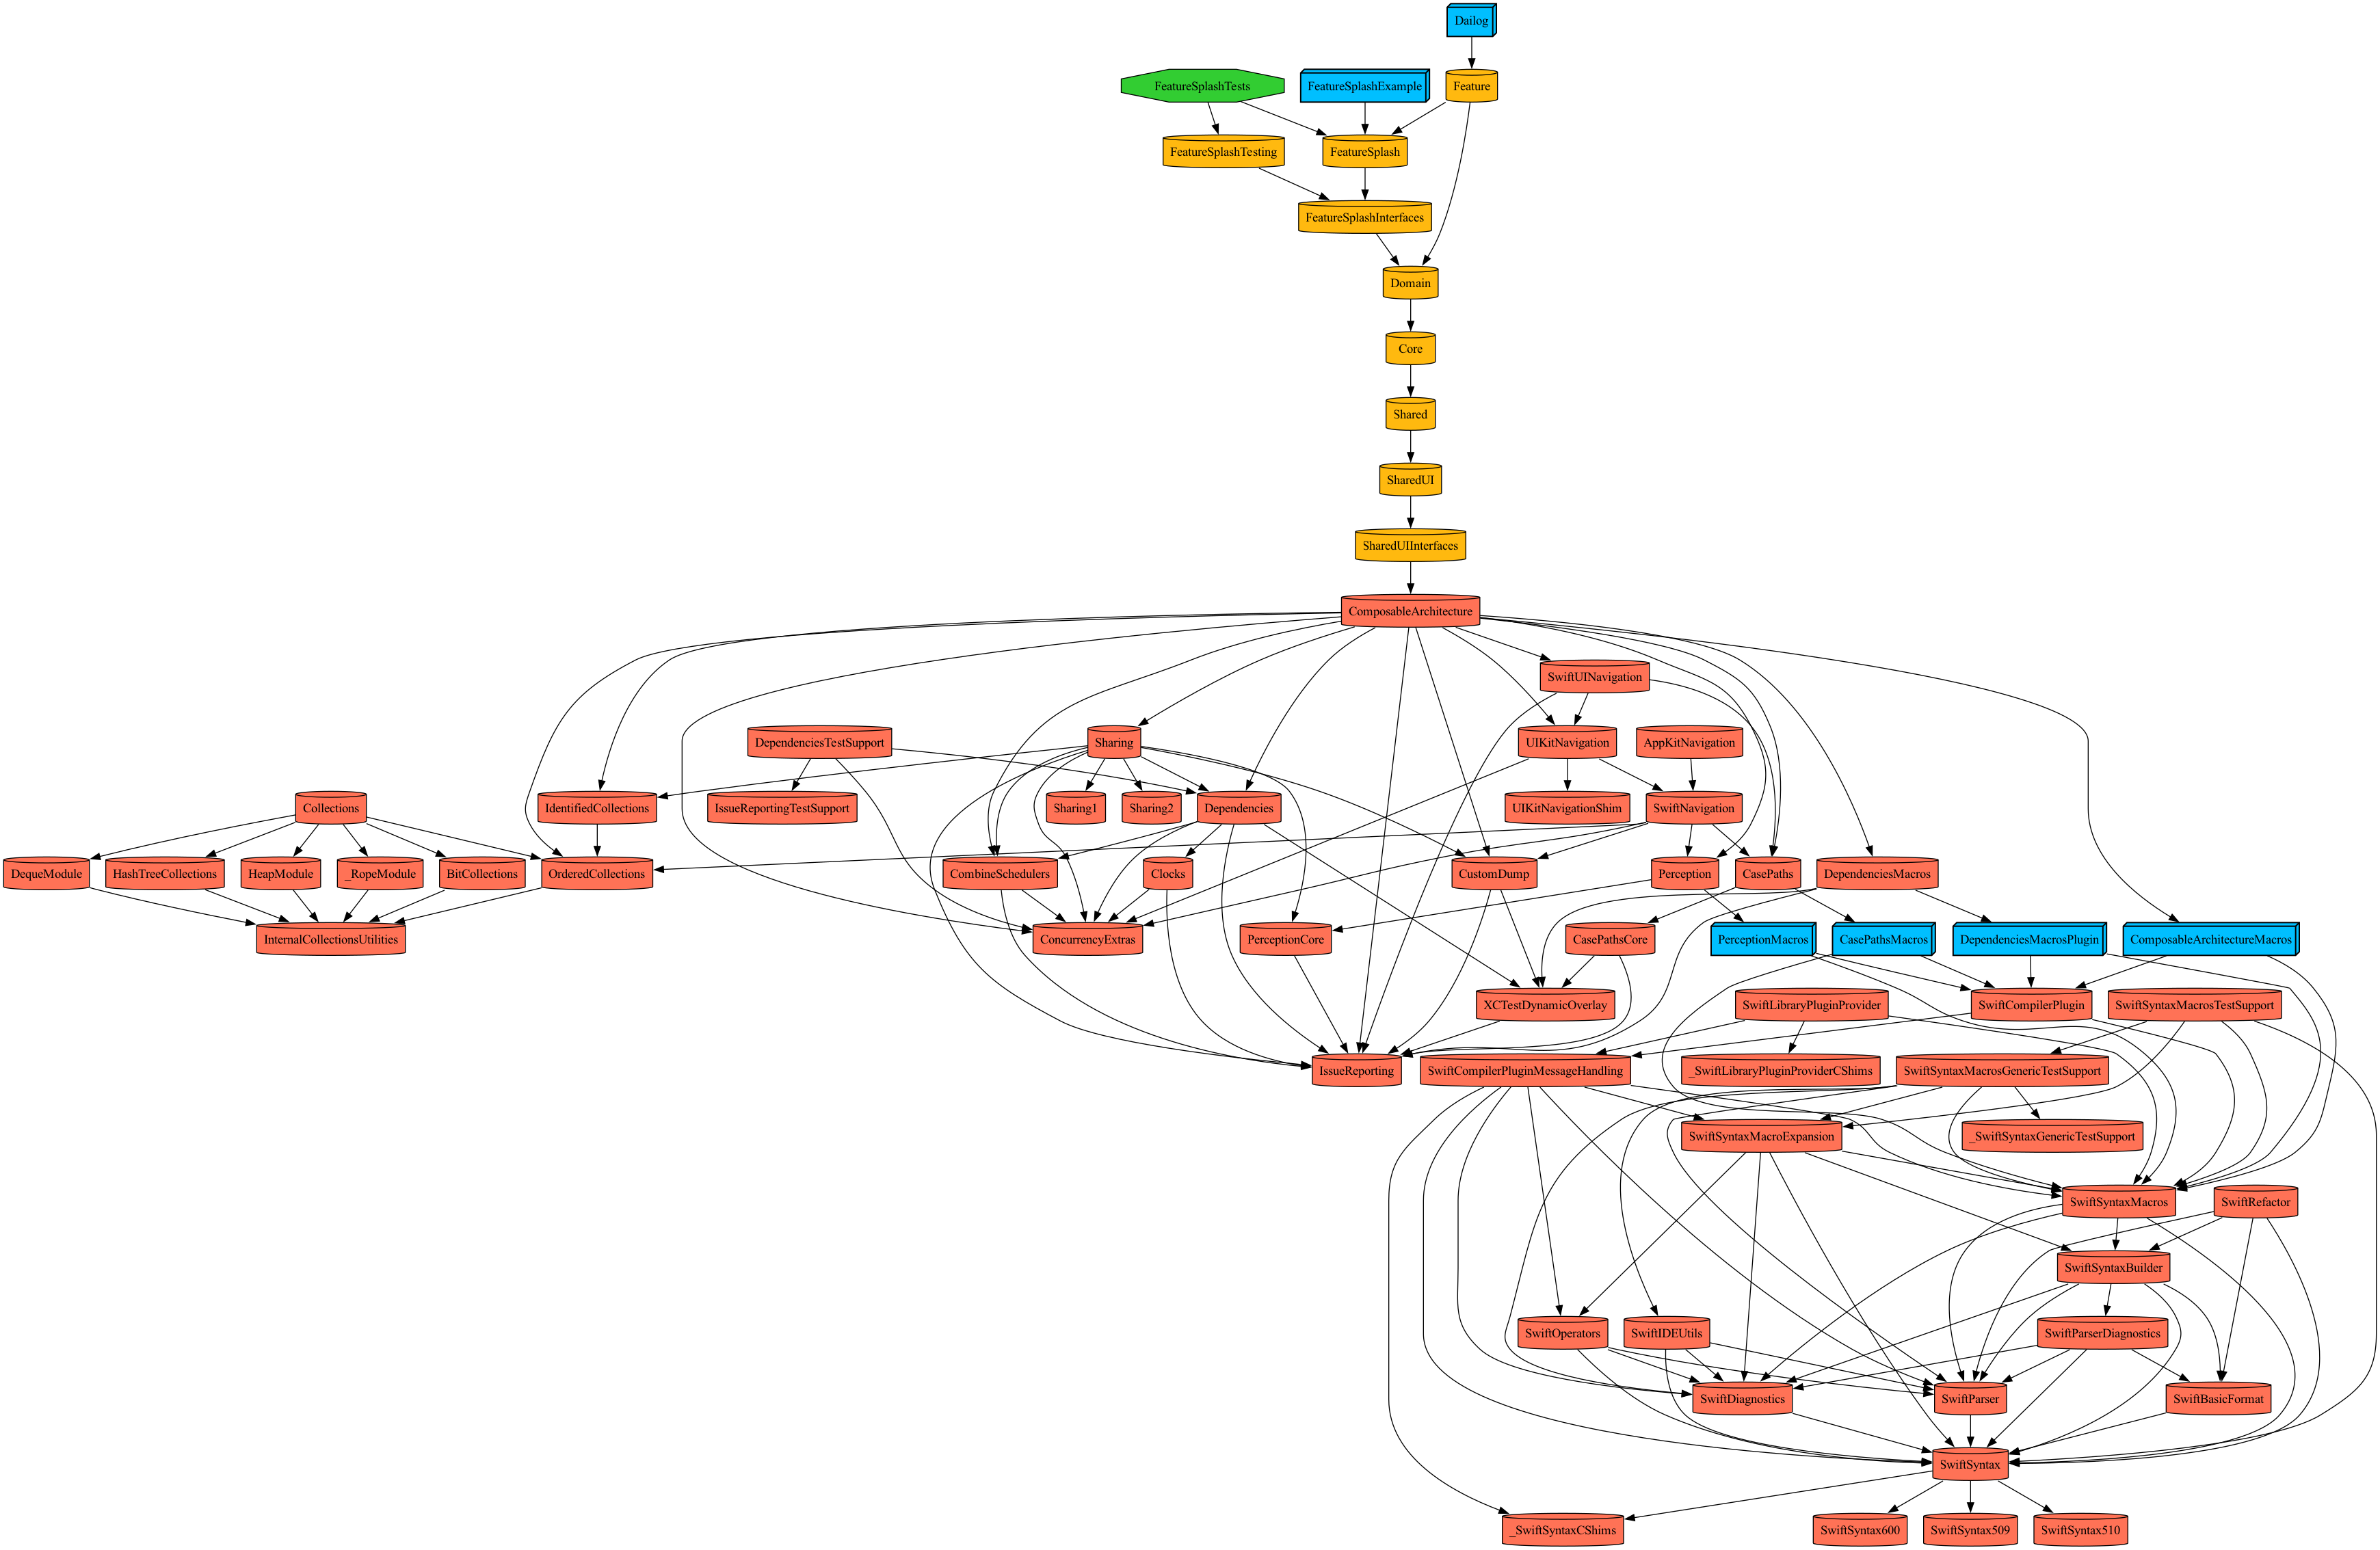 Dailog
FeatureSplashTests
FeatureSplashExample
Feature
FeatureSplashTesting
FeatureSplash
FeatureSplashInterfaces
Domain
Core
Shared
SharedUI
SharedUIInterfaces
ComposableArchitecture
SwiftUINavigation
DependenciesTestSupport
Sharing
UIKitNavigation
AppKitNavigation
Collections
IdentifiedCollections
IssueReportingTestSupport
Sharing1
Sharing2
Dependencies
UIKitNavigationShim
SwiftNavigation
DequeModule
HashTreeCollections
HeapModule
_RopeModule
BitCollections
OrderedCollections
CombineSchedulers
Clocks
CustomDump
Perception
CasePaths
DependenciesMacros
InternalCollectionsUtilities
ConcurrencyExtras
PerceptionCore
CasePathsCore
PerceptionMacros
CasePathsMacros
DependenciesMacrosPlugin
ComposableArchitectureMacros
XCTestDynamicOverlay
SwiftLibraryPluginProvider
SwiftCompilerPlugin
SwiftSyntaxMacrosTestSupport
IssueReporting
SwiftCompilerPluginMessageHandling
_SwiftLibraryPluginProviderCShims
SwiftSyntaxMacrosGenericTestSupport
SwiftSyntaxMacroExpansion
_SwiftSyntaxGenericTestSupport
SwiftSyntaxMacros
SwiftRefactor
SwiftSyntaxBuilder
SwiftOperators
SwiftIDEUtils
SwiftParserDiagnostics
SwiftDiagnostics
SwiftParser
SwiftBasicFormat
SwiftSyntax
_SwiftSyntaxCShims
SwiftSyntax600
SwiftSyntax509
SwiftSyntax510